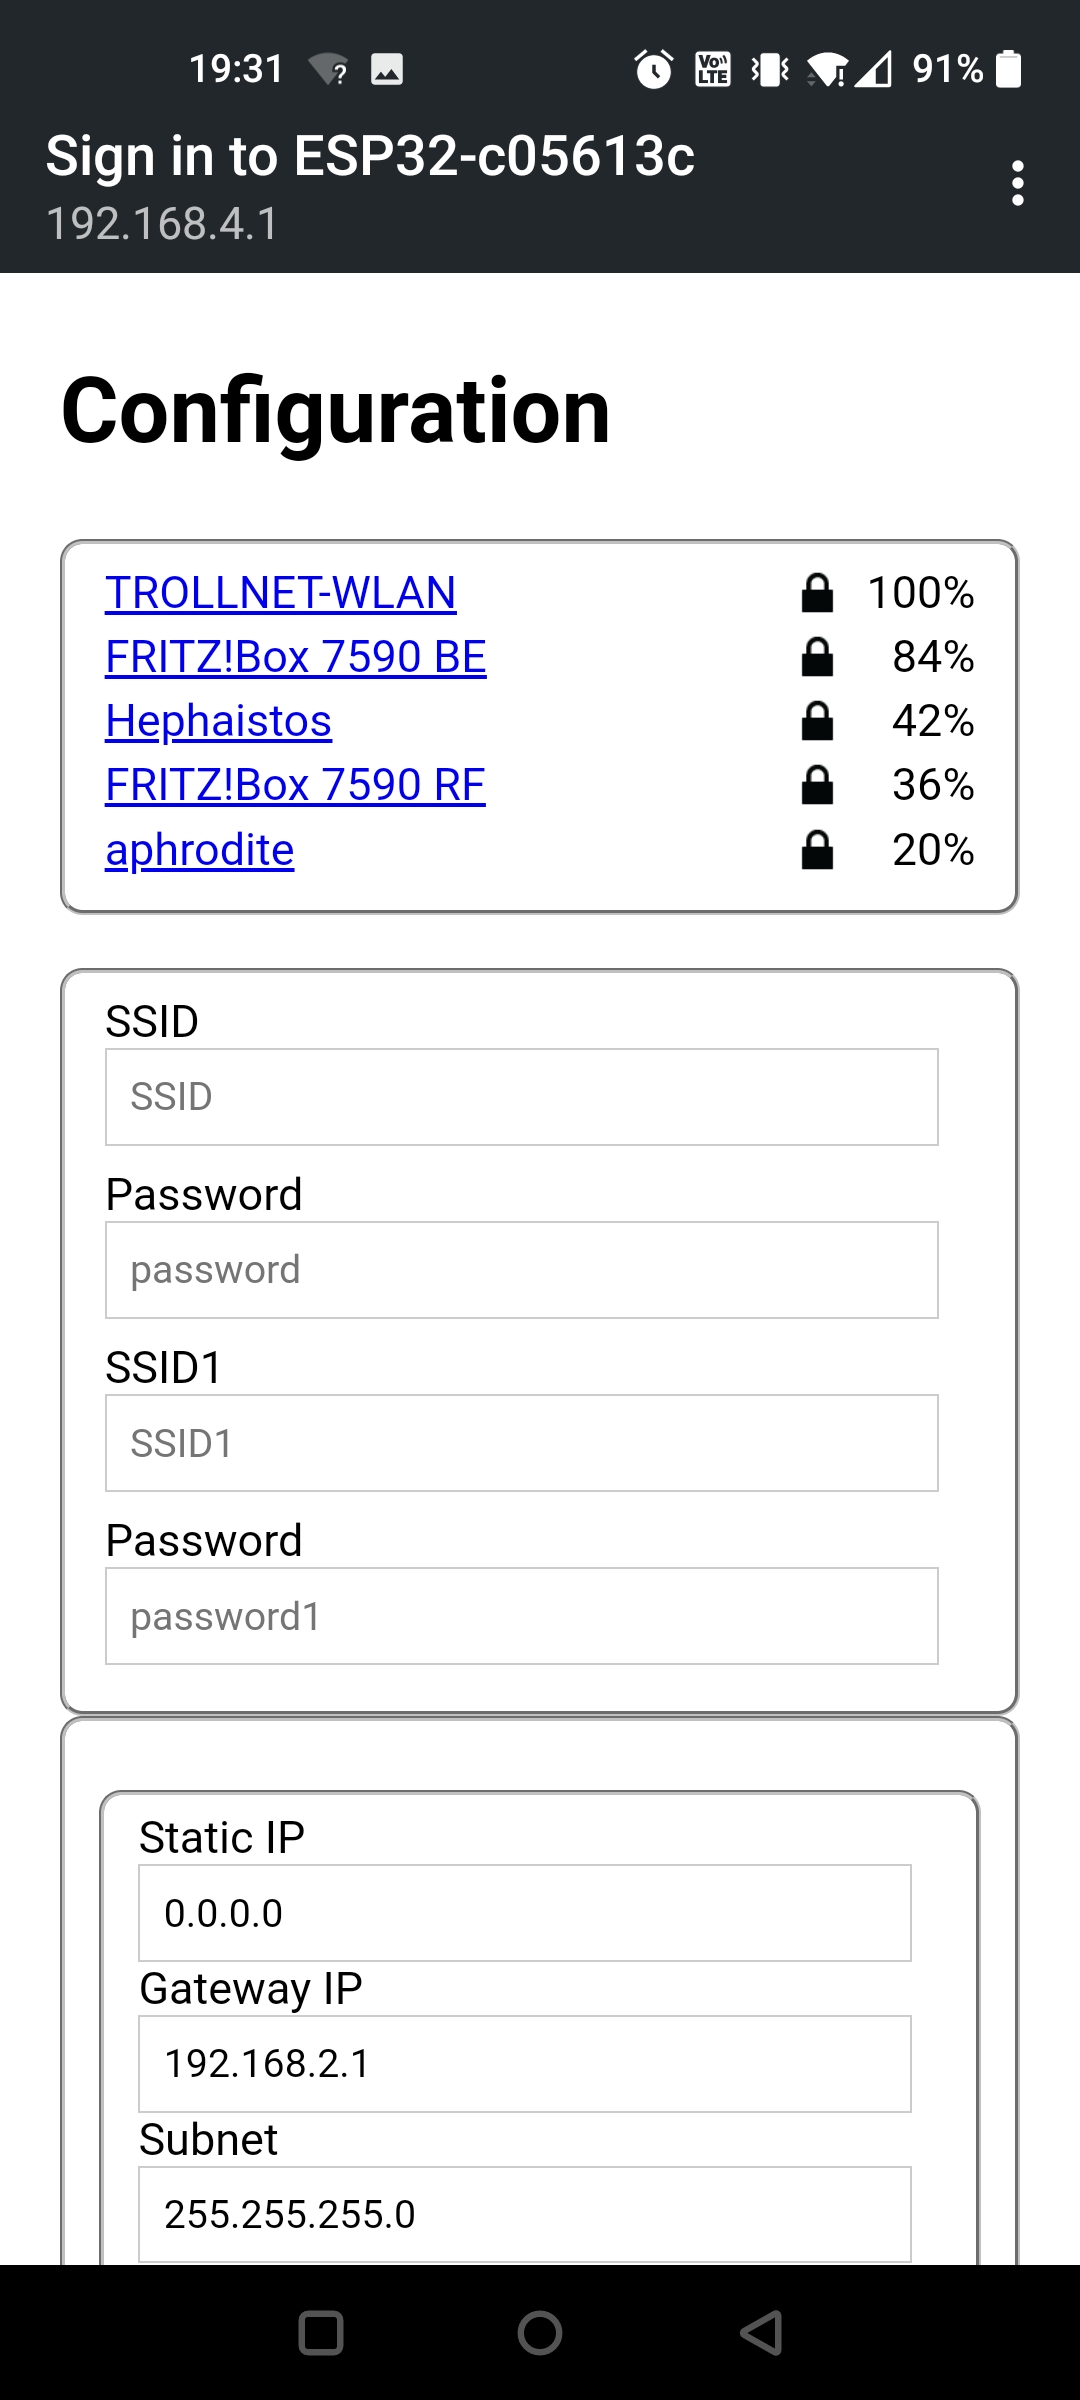 19:31
Vo LTE
91%
Sign in to ESP32-c05613c
192.168.4.1
Configuration
TROLLNET-WLAN 100%
FRITZ!Box 7590 BE 84%
Hephaistos 42%
FRITZ!Box 7590 RF 36%
aphrodite 20%
SSID
SSID
Password
password
SSID1
SSID1
Password
password1
Static IP
0.0.0.0
Gateway IP
192.168.2.1
Subnet
255.255.255.0